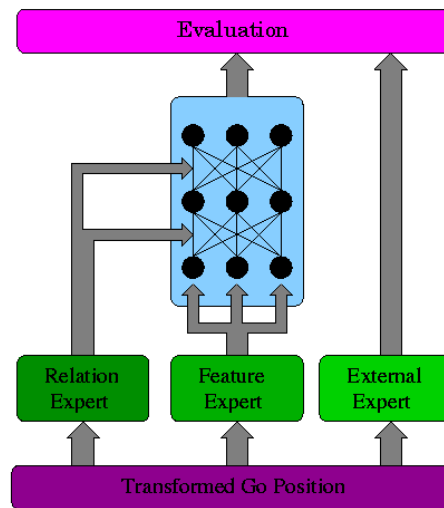 Evaluation
Relation
Expert
Feature
Expert
External
Expert
Transformed Go Position